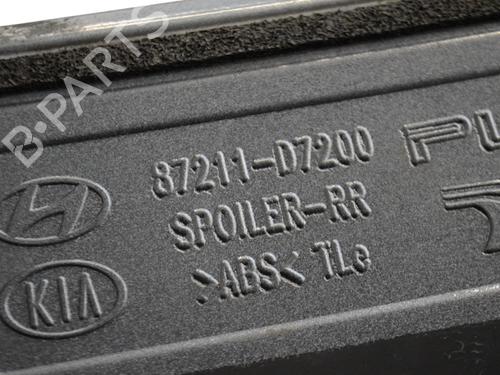 B-PARTS
87211-D7200
SPOILER-RR
>ABS< TLe
KIA